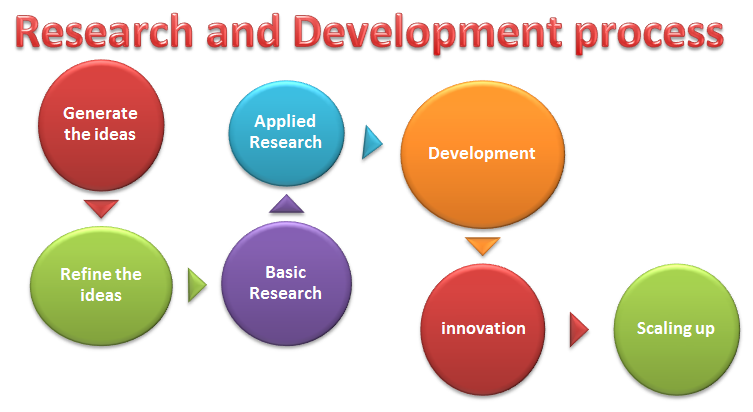 Research and Development process
Generate
the ideas
Refine the
ideas
Basic
Research
Applied
Research
Development
innovation
Scaling up